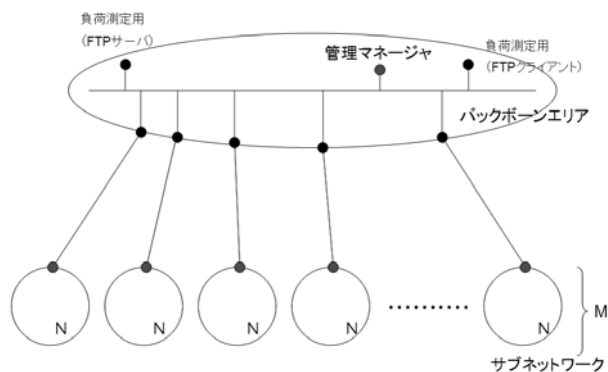 負荷測定用
(FTPサーバ)
管理マネージャ
負荷測定用
(FTPクライアント)
バックボーンエリア
N
N
N
N
N
M
サブネットワーク